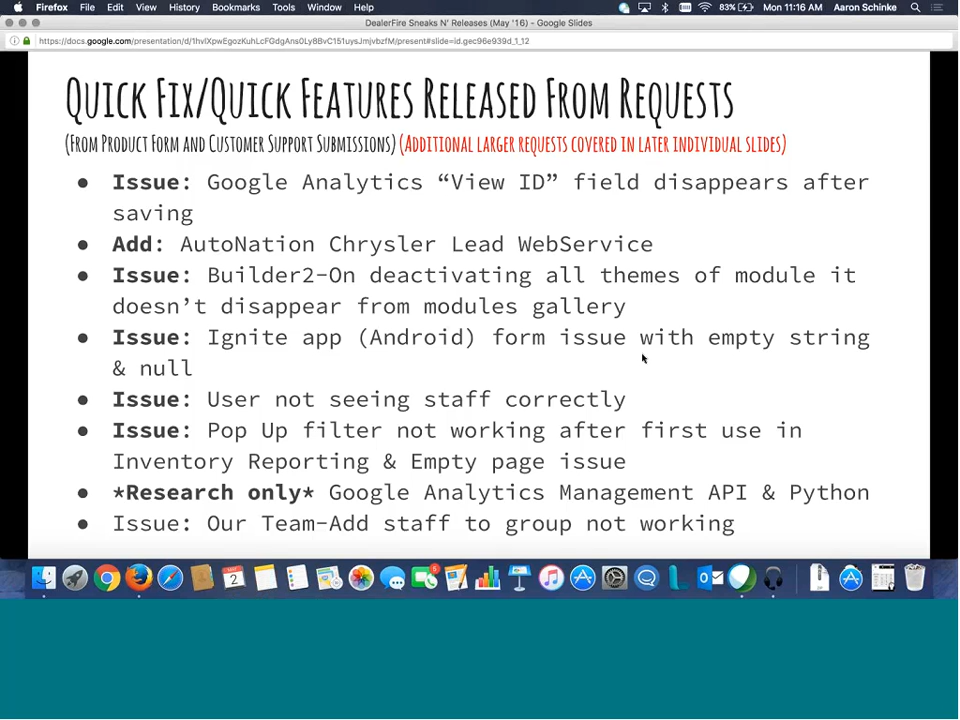 Firefox File Edit View History Bookmarks Tools Window Help 83% Mon 11:16 AM Aaron Schinke
DealerFire Sneaks N' Releases (May '16) - Google Slides
QUICK FIX/QUICK FEATURES RELEASED FROM REQUESTS
(FROM PRODUCT FORM AND CUSTOMER SUPPORT SUBMISSIONS) (ADDITIONAL LARGER REQUESTS COVERED IN LATER INDIVIDUAL SLIDES)
● Issue: Google Analytics “View ID” field disappears after
saving
● Add: AutoNation Chrysler Lead WebService
● Issue: Builder2-On deactivating all themes of module it
doesn’t disappear from modules gallery
● Issue: Ignite app (Android) form issue with empty string
& null
● Issue: User not seeing staff correctly
● Issue: Pop Up filter not working after first use in
Inventory Reporting & Empty page issue
● *Research only* Google Analytics Management API & Python
● Issue: Our Team-Add staff to group not working